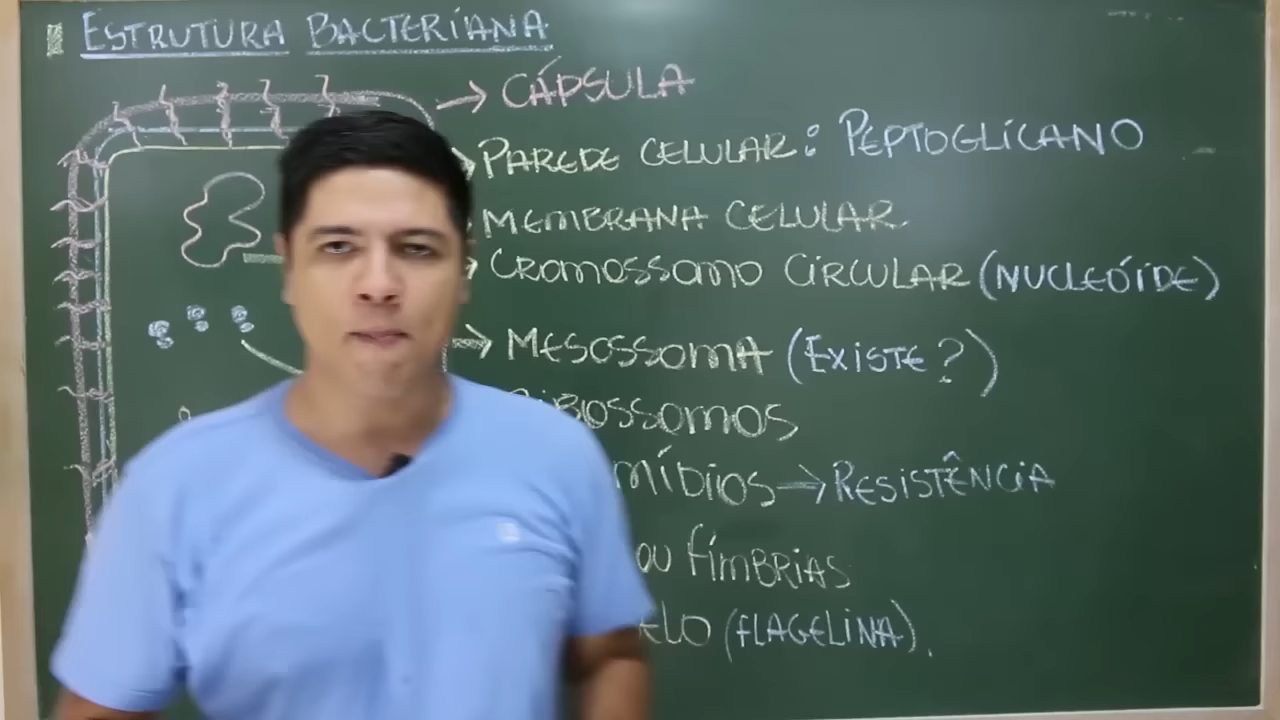 ESTRUTURA BACTERIANA
→ CÁPSULA
PAREDE CELULAR: PEPTOGLICANO
MEMBRANA CELULAR
CROMOSSOMO CIRCULAR (NUCLEÓIDE)
→ MESOSSOMA (EXISTE?)
RIBOSSOMOS
MÍDIOS → RESISTÊNCIA
OU FÍMBRIAS
ELO (FLAGELINA).